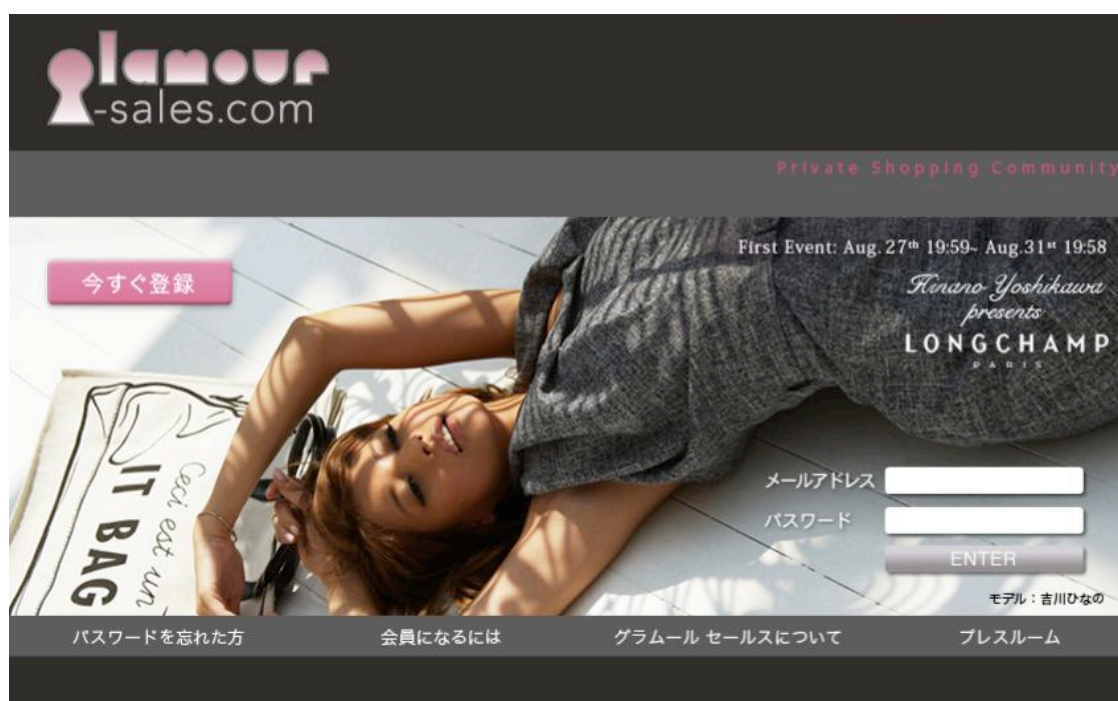 glamour
-sales.com
Private Shopping Community
First Event: Aug. 27th 19:59~ Aug.31st 19:58
今すぐ登録
Hinano Yoshikawa
presents
LONGCHAMP
PARIS
Ceci est un
IT BAG
メールアドレス
パスワード
ENTER
モデル：吉川ひなの
パスワードを忘れた方
会員になるには
グラムール セールスについて
プレスルーム